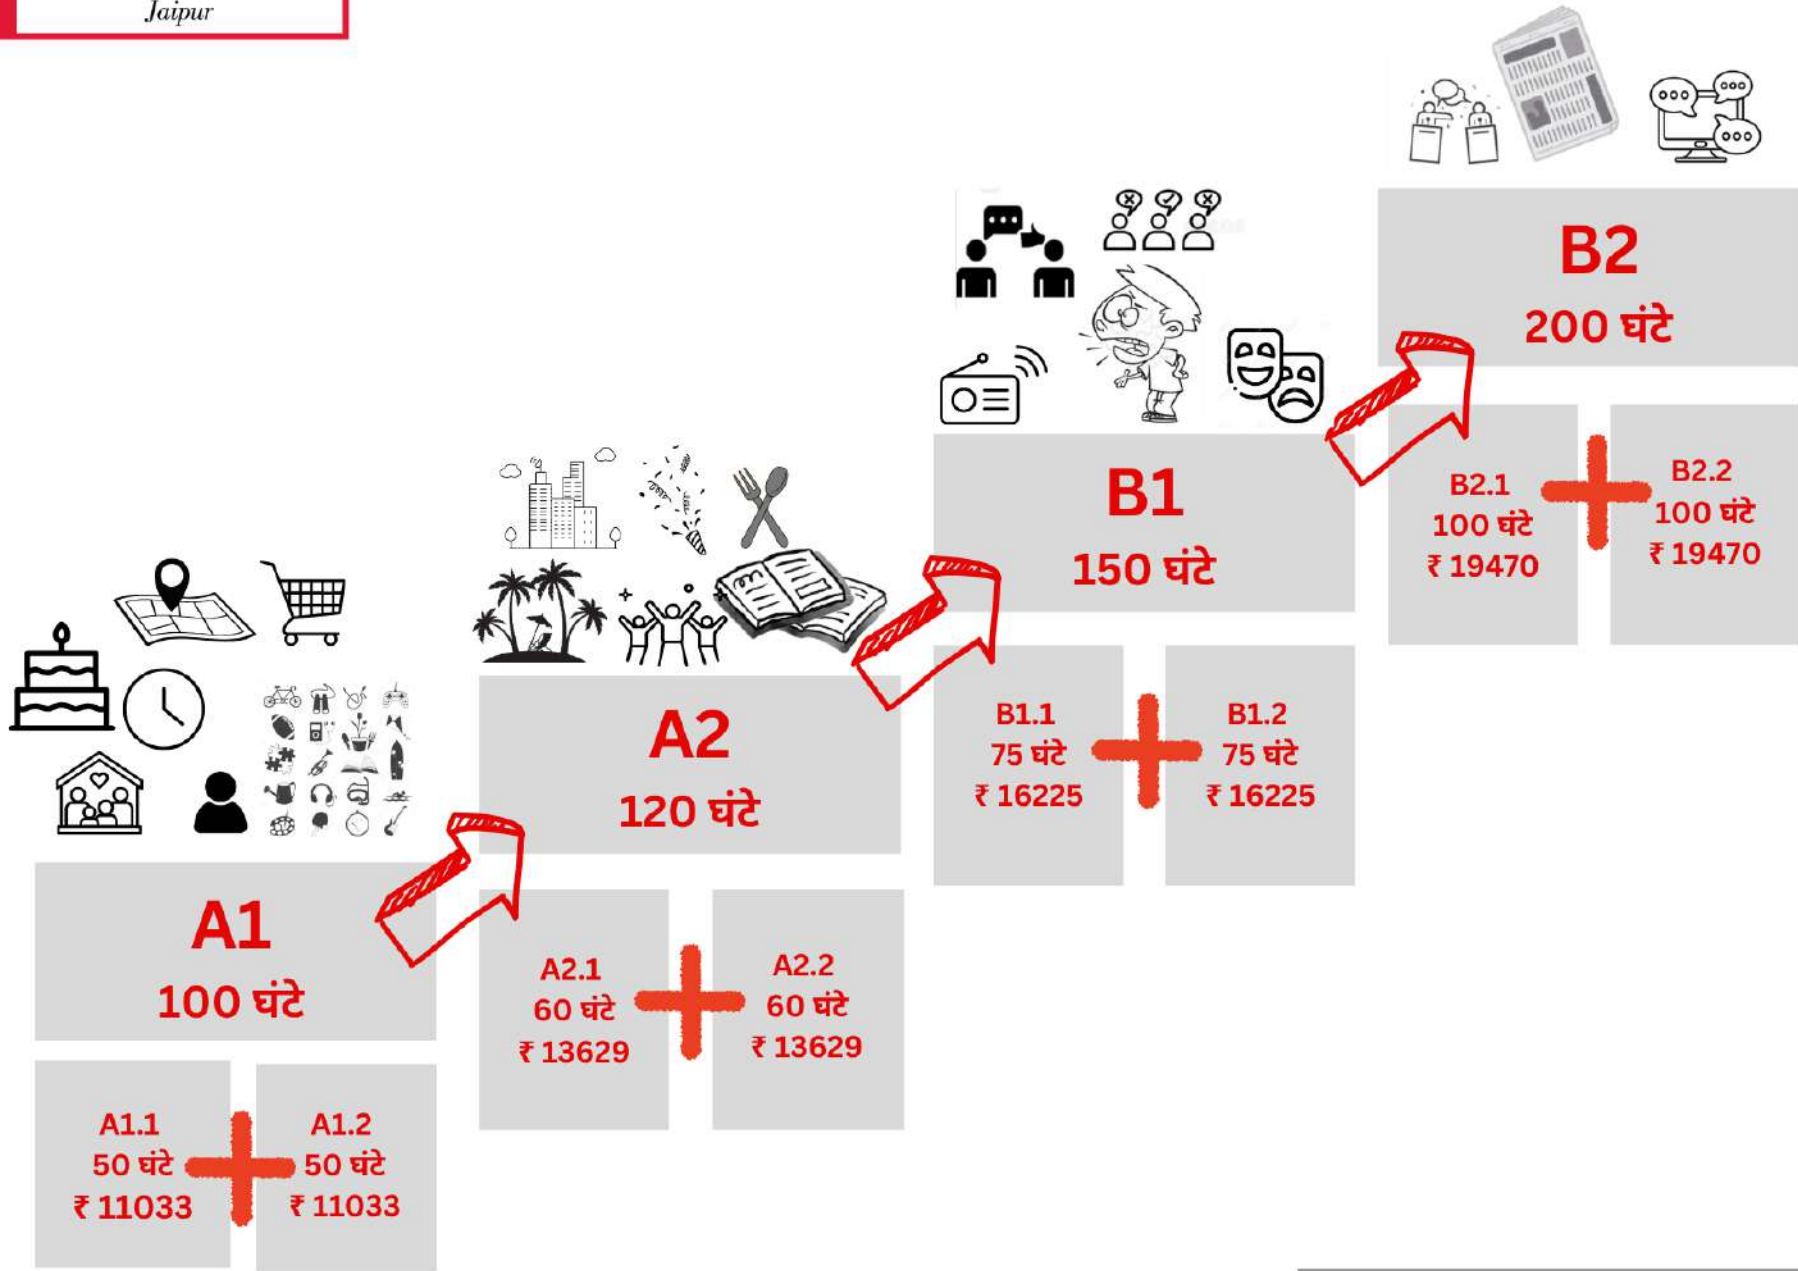 Jaipur
B2
200 घंटे
B2.1
100 घंटे
₹ 19470
B2.2
100 घंटे
₹ 19470
B1
150 घंटे
B1.1
75 घंटे
₹ 16225
B1.2
75 घंटे
₹ 16225
A2
120 घंटे
A2.1
60 घंटे
₹ 13629
A2.2
60 घंटे
₹ 13629
A1
100 घंटे
A1.1
50 घंटे
₹ 11033
A1.2
50 घंटे
₹ 11033